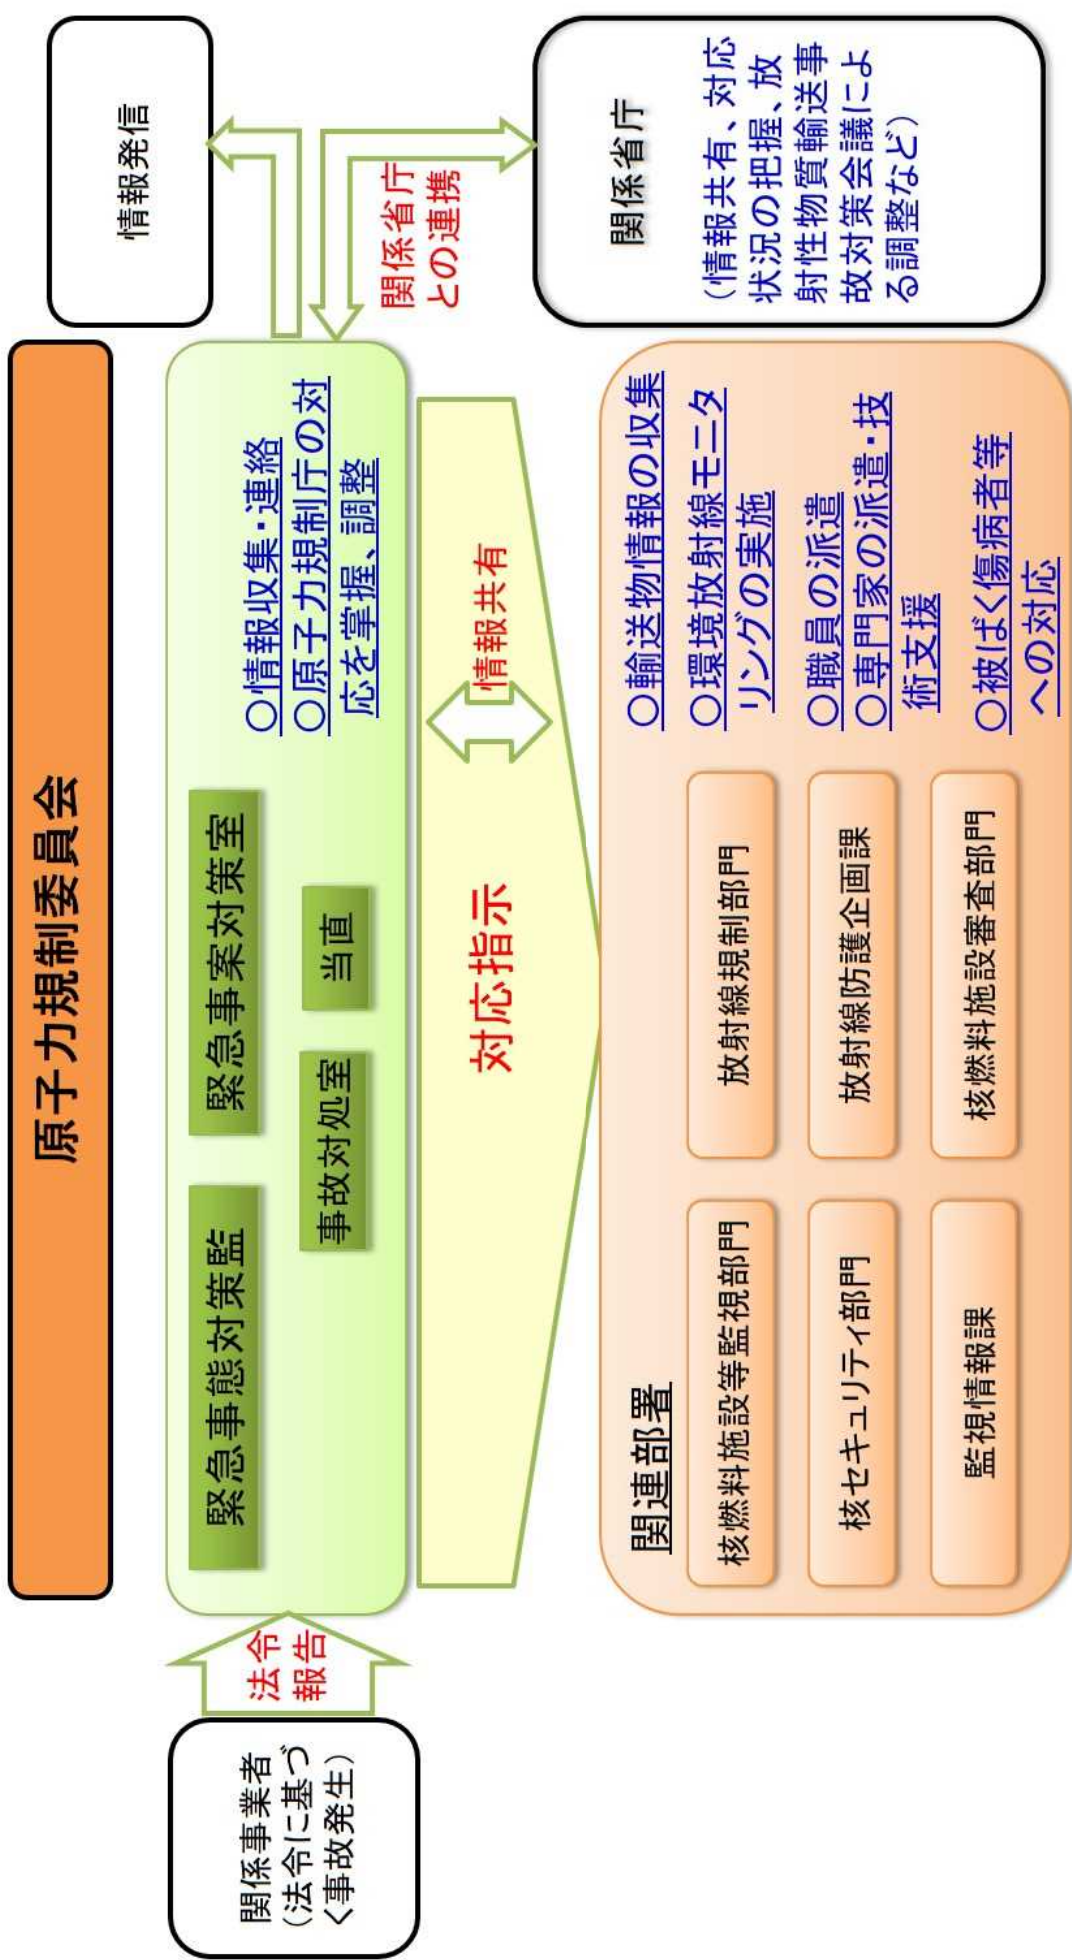 原子力規制委員会
関係事業者
（法令に基づ
く事故発生）
法令
報告
緊急事態対策監
緊急事案対策室
事故対処室
当直
○情報収集・連絡
○原子力規制庁の対
応を掌握、調整
情報発信
関係省庁
との連携
対応指示
情報共有
関係省庁
（情報共有、対応
状況の把握、放
射性物質輸送事
故対策会議によ
る調整など）
関連部署
核燃料施設等監視部門
放射線規制部門
核セキュリティ部門
放射線防護企画課
監視情報課
核燃料施設審査部門
○輸送物情報の収集
○環境放射線モニタ
リングの実施
○職員の派遣
○専門家の派遣・技
術支援
○被ばく傷病者等
への対応